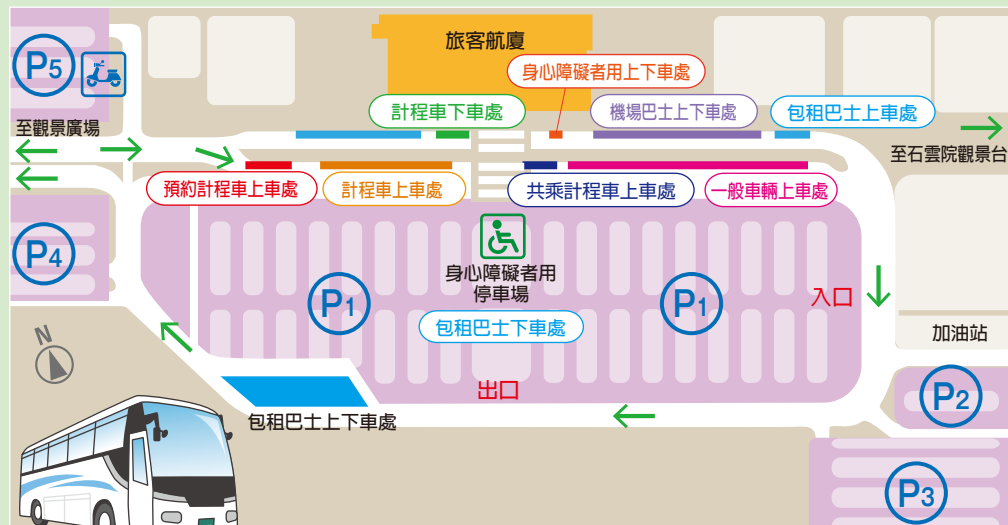 旅客航廈
P5
身心障礙者用上下車處
計程車下車處
機場巴士上下車處
包租巴士上車處
至觀景廣場
至石雲院觀景台
預約計程車上車處
計程車上車處
共乘計程車上車處
一般車輛上車處
P4
身心障礙者用
停車場
P1
P1
入口
包租巴士下車處
N
加油站
出口
P2
包租巴士上下車處
P3